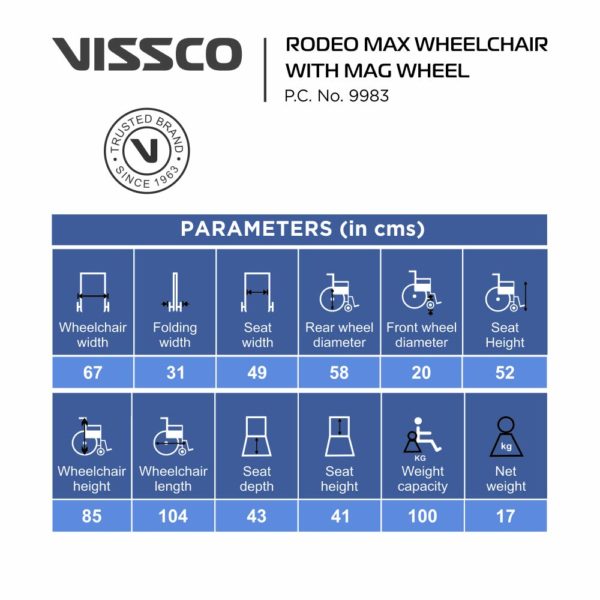 VISSCO
RODEO MAX WHEELCHAIR
WITH MAG WHEEL
P.C. No. 9983
• TRUSTED BRAND •
V
SINCE 1963
PARAMETERS (in cms)
Wheelchair width
Folding width
Seat width
Rear wheel diameter
Front wheel diameter
Seat Height
67 31 49 58 20 52
KG
kg
Wheelchair height
Wheelchair length
Seat depth
Seat height
Weight capacity
Net weight
85 104 43 41 100 17